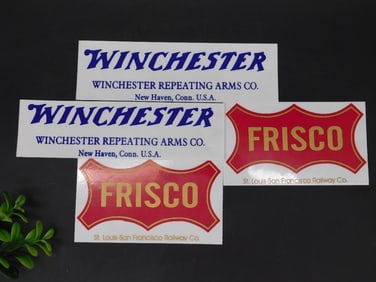 WINCHESTER
WINCHESTER REPEATING ARMS CO.
New Haven, Conn. U.S.A.
WINCHESTER
WINCHESTER REPEATING ARMS CO.
New Haven, Conn. U.S.A.
FRISCO
St. Louis-San Francisco Railway Co.
FRISCO
St. Louis-San Francisco Railway Co.